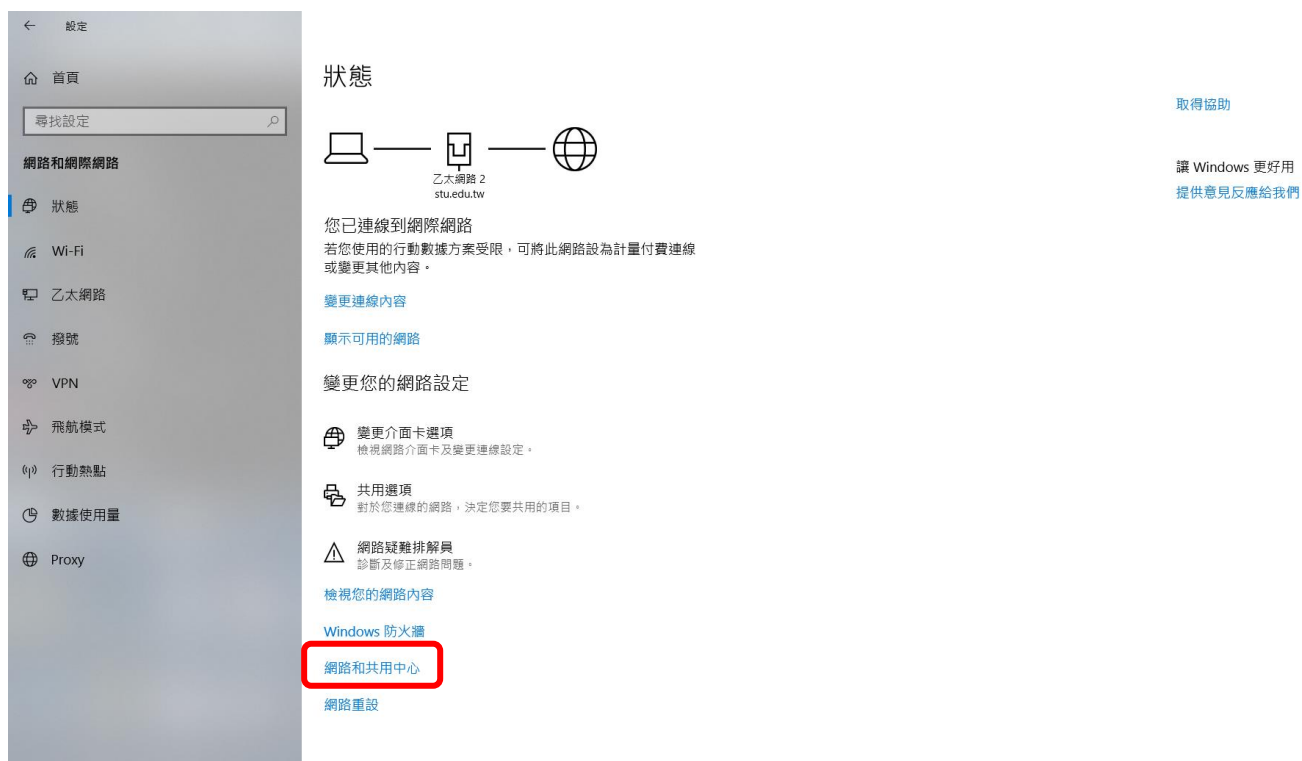 設定
首頁
尋找設定
網路和網際網路
狀態
Wi-Fi
乙太網路
撥號
VPN
飛航模式
行動熱點
數據使用量
Proxy
狀態
乙太網路 2
stu.edu.tw
您已連線到網際網路
若您使用的行動數據方案受限，可將此網路設為計量付費連線
或變更其他內容。
變更連線內容
顯示可用的網路
變更您的網路設定
變更介面卡選項
檢視網路介面卡及變更連線設定。
共用選項
對於您連線的網路，決定您要共用的項目。
網路疑難排解員
診斷及修正網路問題。
檢視您的網路內容
Windows 防火牆
網路和共用中心
網路重設
取得協助
讓 Windows 更好用
提供意見反應給我們